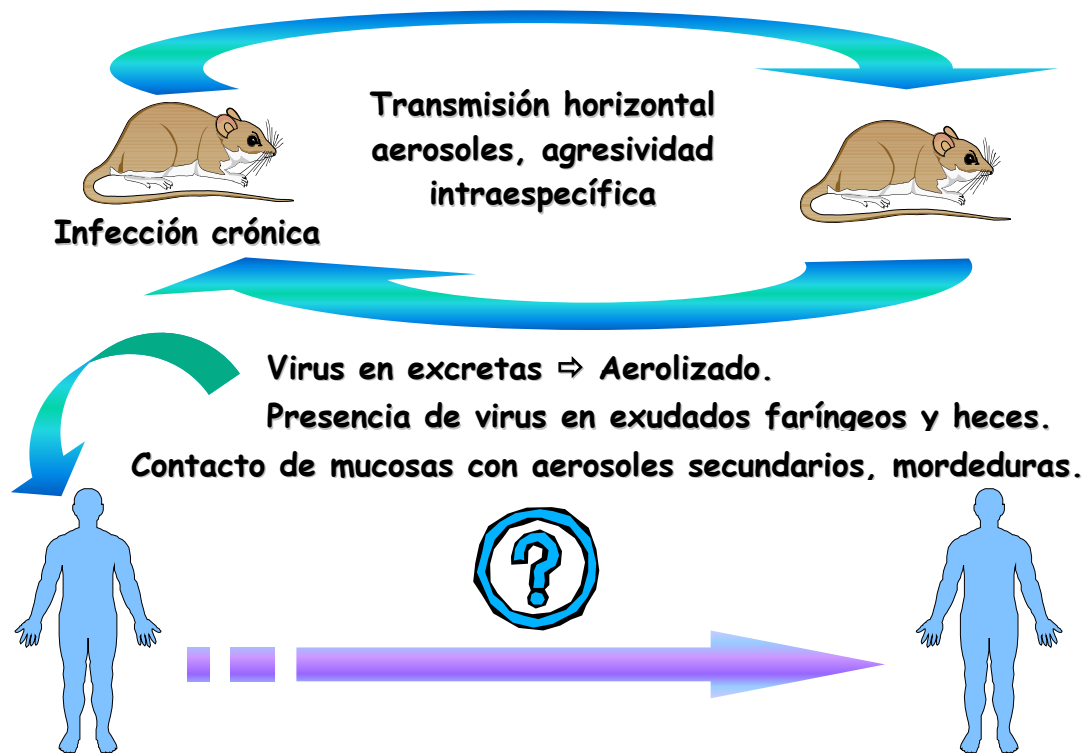 Transmisión horizontal
aerosoles, agresividad
intraespecífica
Infección crónica
Virus en excretas ⇨ Aerolizado.
Presencia de virus en exudados faríngeos y heces.
Contacto de mucosas con aerosoles secundarios, mordeduras.
?